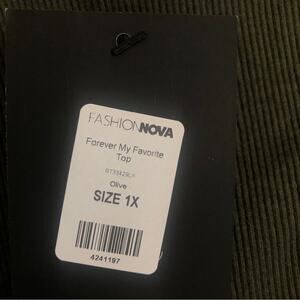 FASHIONNOVA
Forever My Favorite
Top
Olive
SIZE 1X
4241197